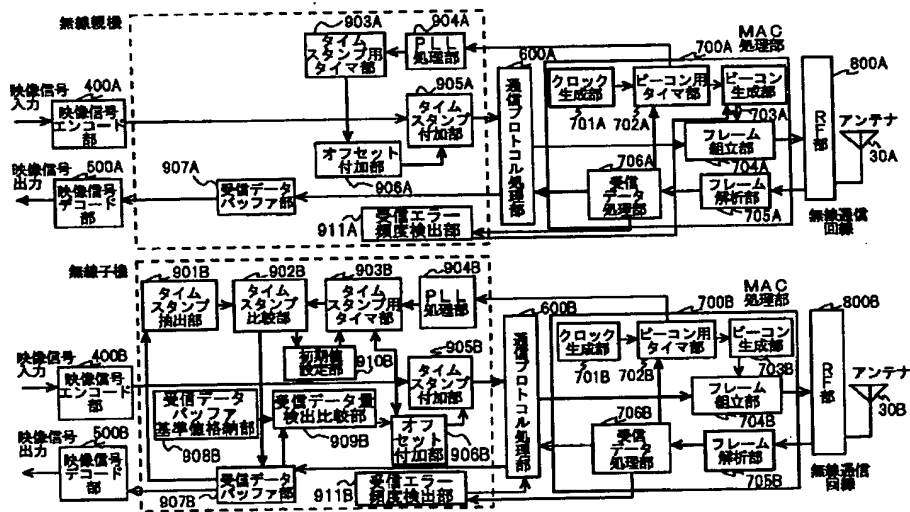 無線親機
903A
904A
タイム
スタンプ用
タイマ部
PLL
処理部
600A
700A
MAC
処理部
800A
映像信号
入力
400A
映像信号
エンコード
部
905A
タイム
スタンプ
付加部
通信プロトコル処理部
クロック
生成部
701A
ビーコン用
タイマ部
702A
ビーコン
生成部
703A
RF部
アンテナ
30A
オフセット
付加部
906A
706A
フレーム
組立部
704A
映像信号
出力
500A
映像信号
デコード
部
907A
受信データ
バッファ部
受信
データ
処理部
フレーム
解析部
705A
無線通信
回線
911A
受信エラー
頻度検出部
無線子機
901B
902B
903B
904B
タイム
スタンプ
抽出部
タイム
スタンプ
比較部
タイム
スタンプ用
タイマ部
PLL
処理部
600B
700B
MAC
処理部
800B
映像信号
入力
400B
映像信号
エンコード
部
初期値
設定部
910B
905B
タイム
スタンプ
付加部
通信プロトコル処理部
クロック
生成部
701B
ビーコン用
タイマ部
702B
ビーコン
生成部
703B
RF部
アンテナ
30B
受信データ
バッファ
基準値格納部
908B
受信データ量
検出比較部
909B
オフ
セット
付加部
906B
706B
フレーム
組立部
704B
映像信号
出力
500B
映像信号
デコード
部
受信データ
バッファ部
907B
受信
データ
処理部
フレーム
解析部
705B
無線通信
回線
911B
受信エラー
頻度検出部